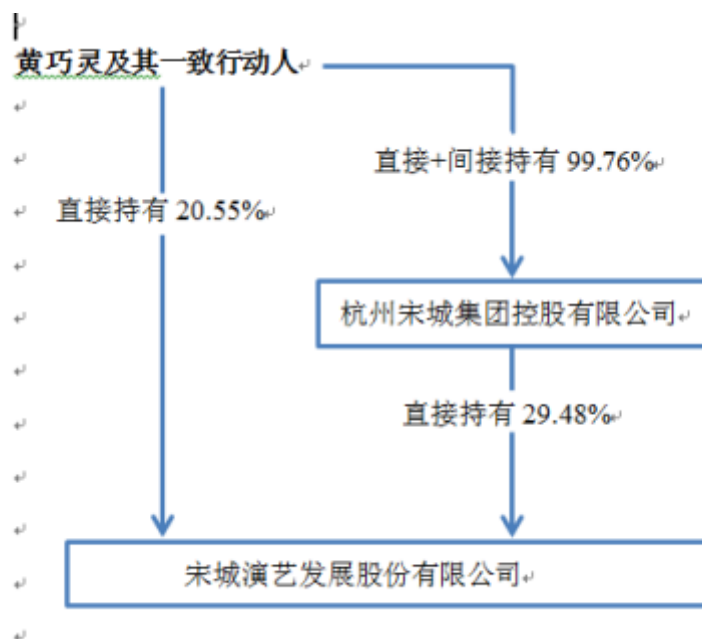 黄巧灵及其一致行动人
直接+间接持有 99.76%
直接持有 20.55%
杭州宋城集团控股有限公司
直接持有 29.48%
宋城演艺发展股份有限公司